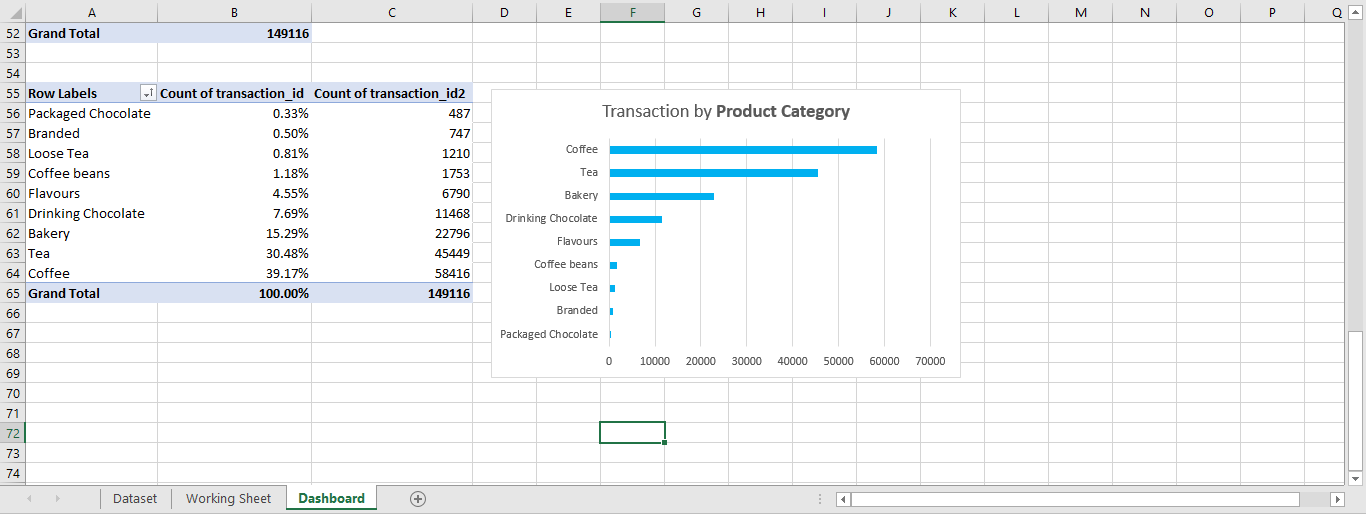 A B C D E F G H I J K L M N O P Q
52 Grand Total 149116
53
54
55 Row Labels Count of transaction_id Count of transaction_id2
56 Packaged Chocolate 0.33% 487
57 Branded 0.50% 747
58 Loose Tea 0.81% 1210
59 Coffee beans 1.18% 1753
60 Flavours 4.55% 6790
61 Drinking Chocolate 7.69% 11468
62 Bakery 15.29% 22796
63 Tea 30.48% 45449
64 Coffee 39.17% 58416
65 Grand Total 100.00% 149116
66
67
68
69
70
71
72
73
74
Transaction by Product Category
Coffee
Tea
Bakery
Drinking Chocolate
Flavours
Coffee beans
Loose Tea
Branded
Packaged Chocolate
0 10000 20000 30000 40000 50000 60000 70000
Dataset Working Sheet Dashboard